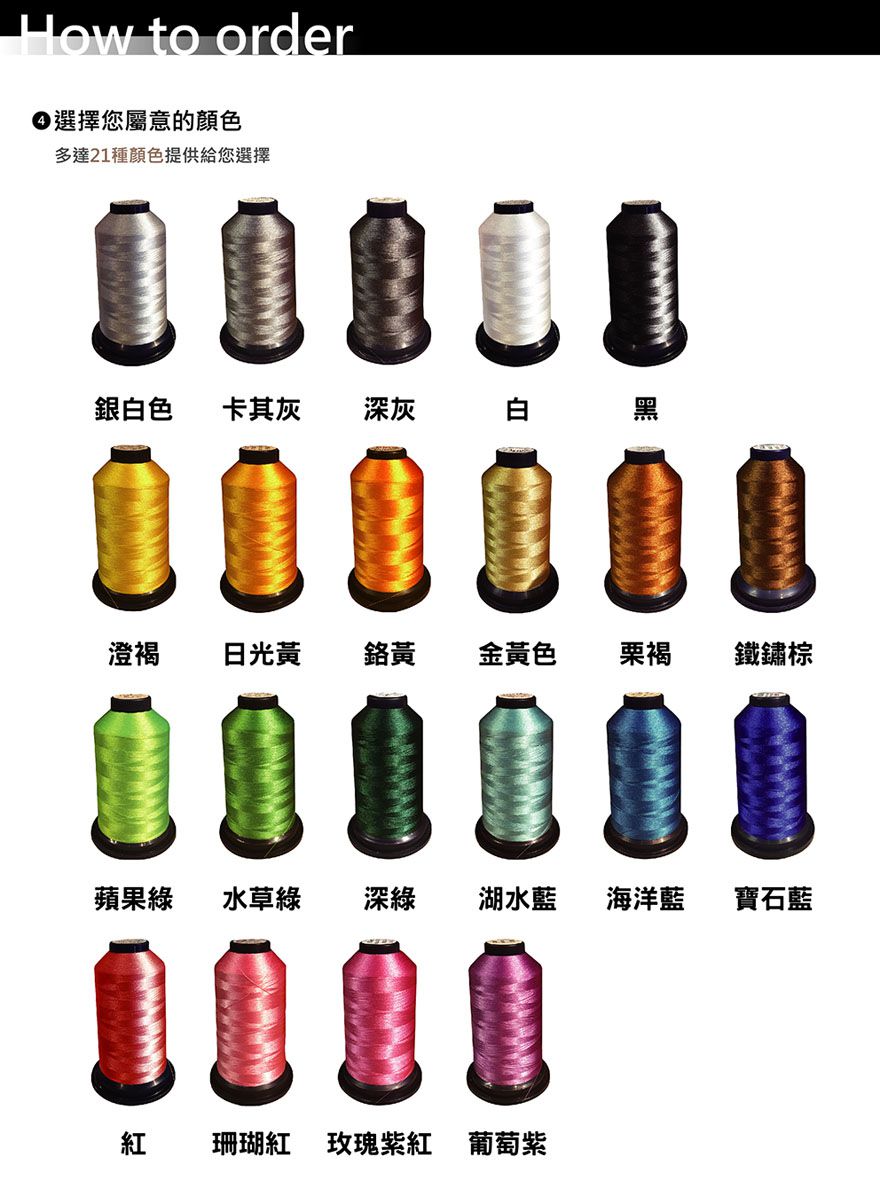 How to order
❹選擇您屬意的顏色
多達21種顏色提供給您選擇
銀白色 卡其灰 深灰 白 黑
澄褐 日光黃 鉻黃 金黃色 栗褐 鐵鏽棕
蘋果綠 水草綠 深綠 湖水藍 海洋藍 寶石藍
紅 珊瑚紅 玫瑰紫紅 葡萄紫